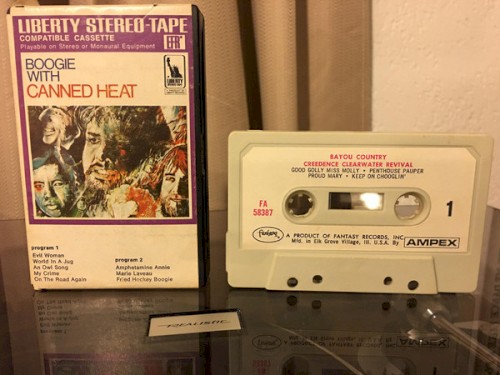 LIBERTY STEREO-TAPE
COMPATIBLE CASSETTE
Playable on Stereo or Monaural Equipment
BOOGIE
WITH
CANNED HEAT
LIBERTY
program 1
Evil Woman
World In A Jug
An Owl Song
My Crime
On The Road Again
program 2
Amphetamine Annie
Marie Laveau
Fried Hockey Boogie
BAYOU COUNTRY
CREEDENCE CLEARWATER REVIVAL
GOOD GOLLY MISS MOLLY • PENTHOUSE PAUPER
PROUD MARY • KEEP ON CHOOGLIN'
FA
58387
1
Fantasy
A PRODUCT OF FANTASY RECORDS, INC.
Mfd. in Elk Grove Village, Ill. U.S.A. By
AMPEX
REALISTIC